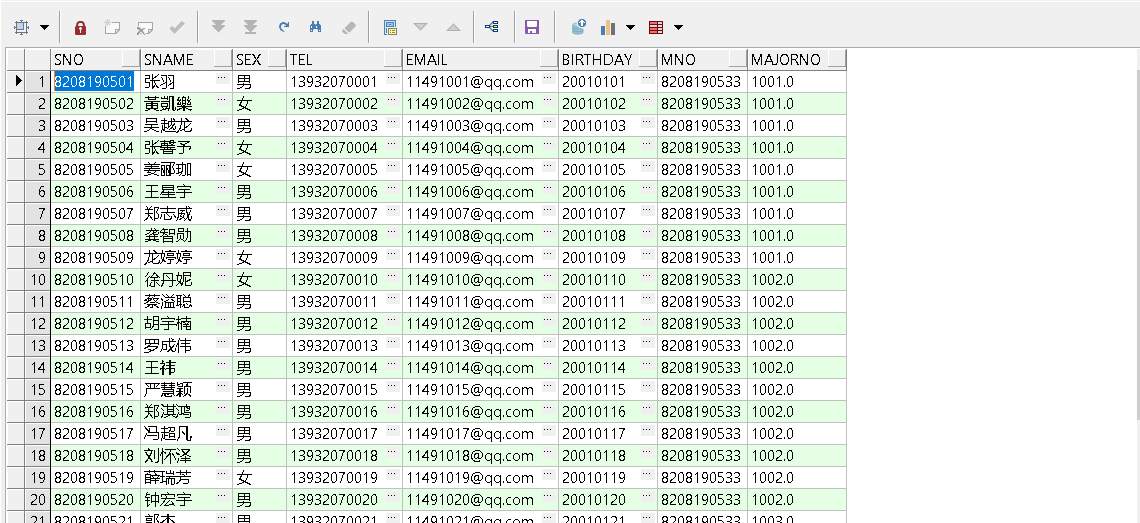 SNO SNAME SEX TEL EMAIL BIRTHDAY MNO MAJORNO
1 8208190501 张羽 男 13932070001 11491001@qq.com 20010101 8208190533 1001.0
2 8208190502 黃凱樂 女 13932070002 11491002@qq.com 20010102 8208190533 1001.0
3 8208190503 吴越龙 男 13932070003 11491003@qq.com 20010103 8208190533 1001.0
4 8208190504 张馨予 女 13932070004 11491004@qq.com 20010104 8208190533 1001.0
5 8208190505 姜郦珈 女 13932070005 11491005@qq.com 20010105 8208190533 1001.0
6 8208190506 王星宇 男 13932070006 11491006@qq.com 20010106 8208190533 1001.0
7 8208190507 郑志威 男 13932070007 11491007@qq.com 20010107 8208190533 1001.0
8 8208190508 龚智勋 男 13932070008 11491008@qq.com 20010108 8208190533 1001.0
9 8208190509 龙婷婷 女 13932070009 11491009@qq.com 20010109 8208190533 1001.0
10 8208190510 徐丹妮 女 13932070010 11491010@qq.com 20010110 8208190533 1002.0
11 8208190511 蔡溢聪 男 13932070011 11491011@qq.com 20010111 8208190533 1002.0
12 8208190512 胡宇楠 男 13932070012 11491012@qq.com 20010112 8208190533 1002.0
13 8208190513 罗成伟 男 13932070013 11491013@qq.com 20010113 8208190533 1002.0
14 8208190514 王祎 男 13932070014 11491014@qq.com 20010114 8208190533 1002.0
15 8208190515 严慧颖 男 13932070015 11491015@qq.com 20010115 8208190533 1002.0
16 8208190516 郑淇鸿 男 13932070016 11491016@qq.com 20010116 8208190533 1002.0
17 8208190517 冯超凡 男 13932070017 11491017@qq.com 20010117 8208190533 1002.0
18 8208190518 刘怀泽 男 13932070018 11491018@qq.com 20010118 8208190533 1002.0
19 8208190519 薛瑞芳 女 13932070019 11491019@qq.com 20010119 8208190533 1002.0
20 8208190520 钟宏宇 男 13932070020 11491020@qq.com 20010120 8208190533 1002.0
21 8208190521 郭杰 男 13932070021 11491021@qq.com 20010121 8208190533 1003.0